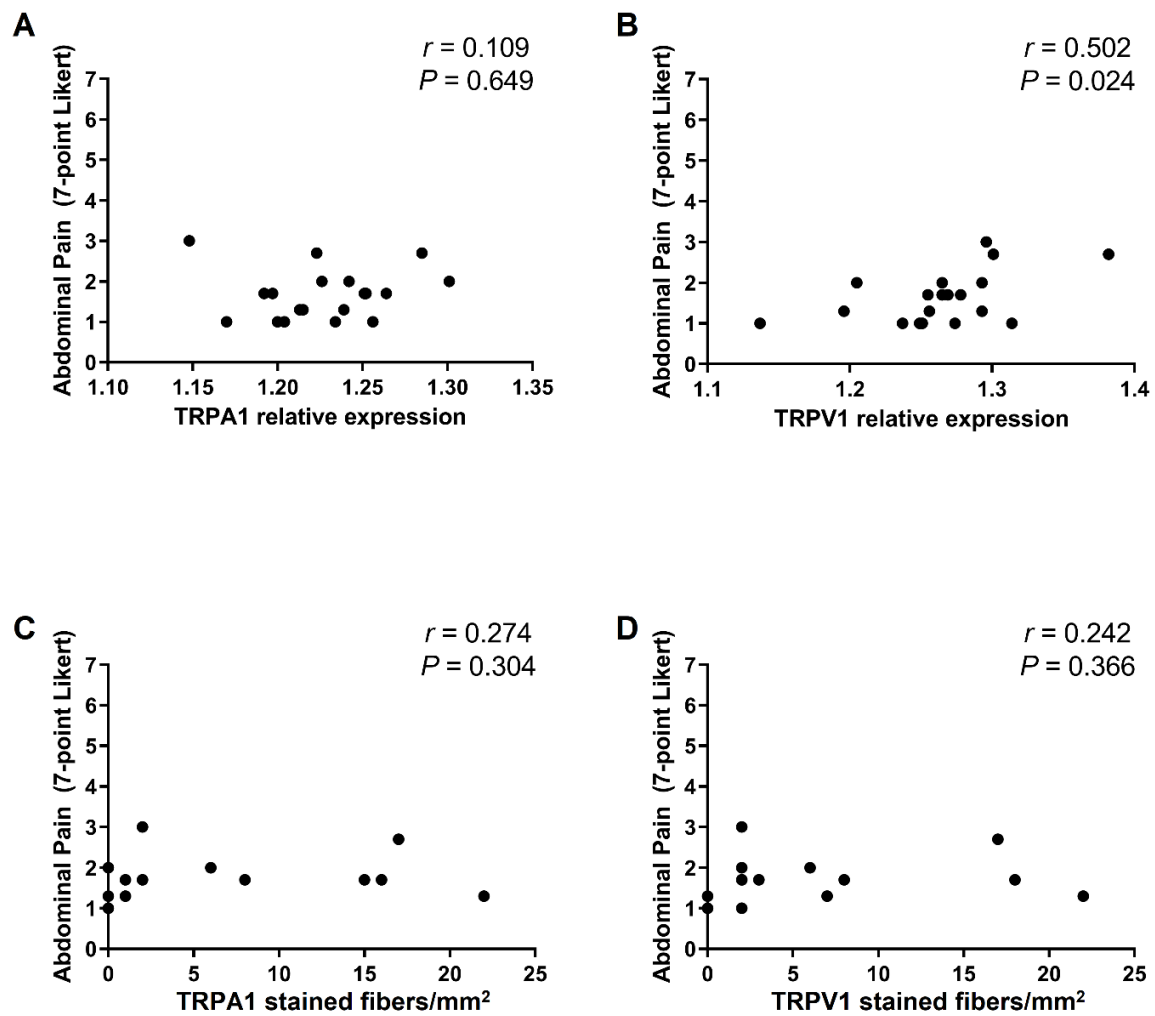 A
r = 0.109
P = 0.649
Abdominal Pain (7-point Likert)
7
6
5
4
3
2
1
0
1.10 1.15 1.20 1.25 1.30 1.35
TRPA1 relative expression
B
r = 0.502
P = 0.024
Abdominal Pain (7-point Likert)
7
6
5
4
3
2
1
0
1.1 1.2 1.3 1.4
TRPV1 relative expression
C
r = 0.274
P = 0.304
Abdominal Pain (7-point Likert)
7
6
5
4
3
2
1
0
0 5 10 15 20 25
TRPA1 stained fibers/mm²
D
r = 0.242
P = 0.366
Abdominal Pain (7-point Likert)
7
6
5
4
3
2
1
0
0 5 10 15 20 25
TRPV1 stained fibers/mm²